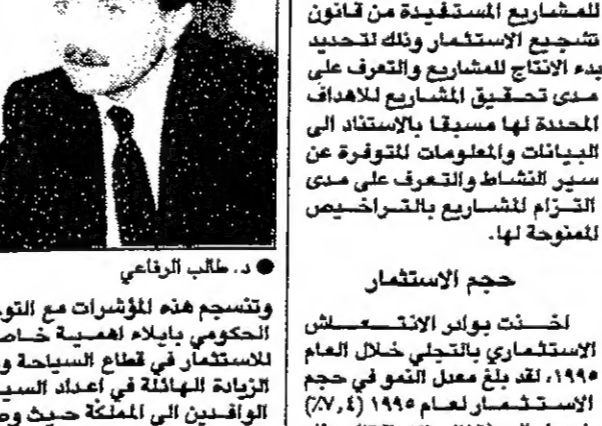 للمشاريع المستفيدة من قانون
تشجيع الاستثمار وذلك لتحديد
بدء الانتاج للمشاريع والتعرف على
مدى تحقيق المشاريع للاهداف
المحددة لها مسبقا بالاستناد الى
البيانات والمعلومات المتوفرة عن
سير النشاط والتعرف على مدى
التزام المشاريع بالتراخيص
الممنوحة لها.
حجم الاستثمار
اخذت بوادر الانتعاش
الاستثماري بالتجلي خلال العام
١٩٩٥، لقد بلغ معدل النمو في حجم
الاستثمار لعام ١٩٩٥ (٧,٤٪)
● د. طالب الرفاعي
وتنسجم هذه المؤشرات مع التو
الحكومي بايلاء اهمية خاص
للاستثمار في قطاع السياحة و
الزيادة الهائلة في اعداد السي
الوافدين الى المملكة حيث وص